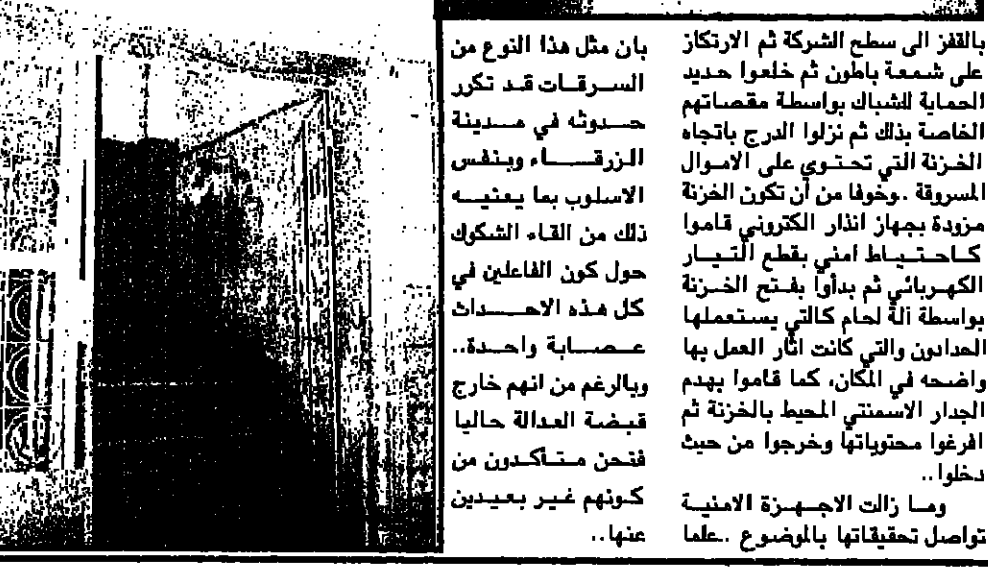 بالقفز الى سطح الشركة ثم الارتكاز
على شمعة باطون ثم خلعوا حديد
الحماية للشباك بواسطة مقصاتهم
الخاصة بذلك ثم نزلوا الدرج باتجاه
الخزنة التي تحتوي على الاموال
المسروقة ..وخوفا من أن تكون الخزنة
مزودة بجهاز انذار الكتروني قاموا
كاحتياط امني بقطع التيار
الكهربائي ثم بدأوا بفتح الخزنة
بواسطة آلة لحام كالتي يستعملها
الحدادون والتي كانت اثار العمل بها
واضحه في المكان، كما قاموا بهدم
الجدار الاسمنتي المحيط بالخزنة ثم
افرغوا محتوياتها وخرجوا من حيث
دخلوا..
وما زالت الاجهزة الامنية
تواصل تحقيقاتها بالموضوع ..علما
بان مثل هذا النوع من
السرقات قد تكرر
حدوثه في مدينة
الزرقاء وبنفس
الاسلوب بما يعنيه
ذلك من القاء الشكوك
حول كون الفاعلين في
كل هذه الاحداث
عصابة واحدة..
وبالرغم من انهم خارج
قبضة العدالة حاليا
فنحن متأكدون من
كونهم غير بعيدين
عنها..